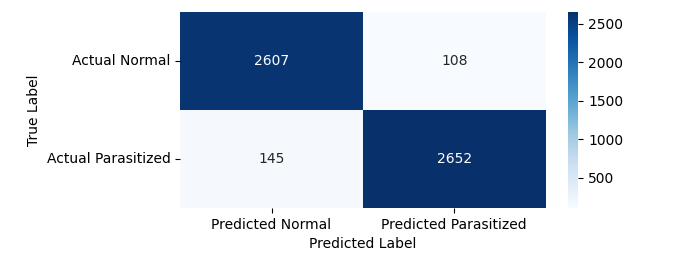 2500
Actual Normal
2607
108
2000
True Label
1500
1000
Actual Parasitized
145
2652
500
Predicted Normal
Predicted Parasitized
Predicted Label